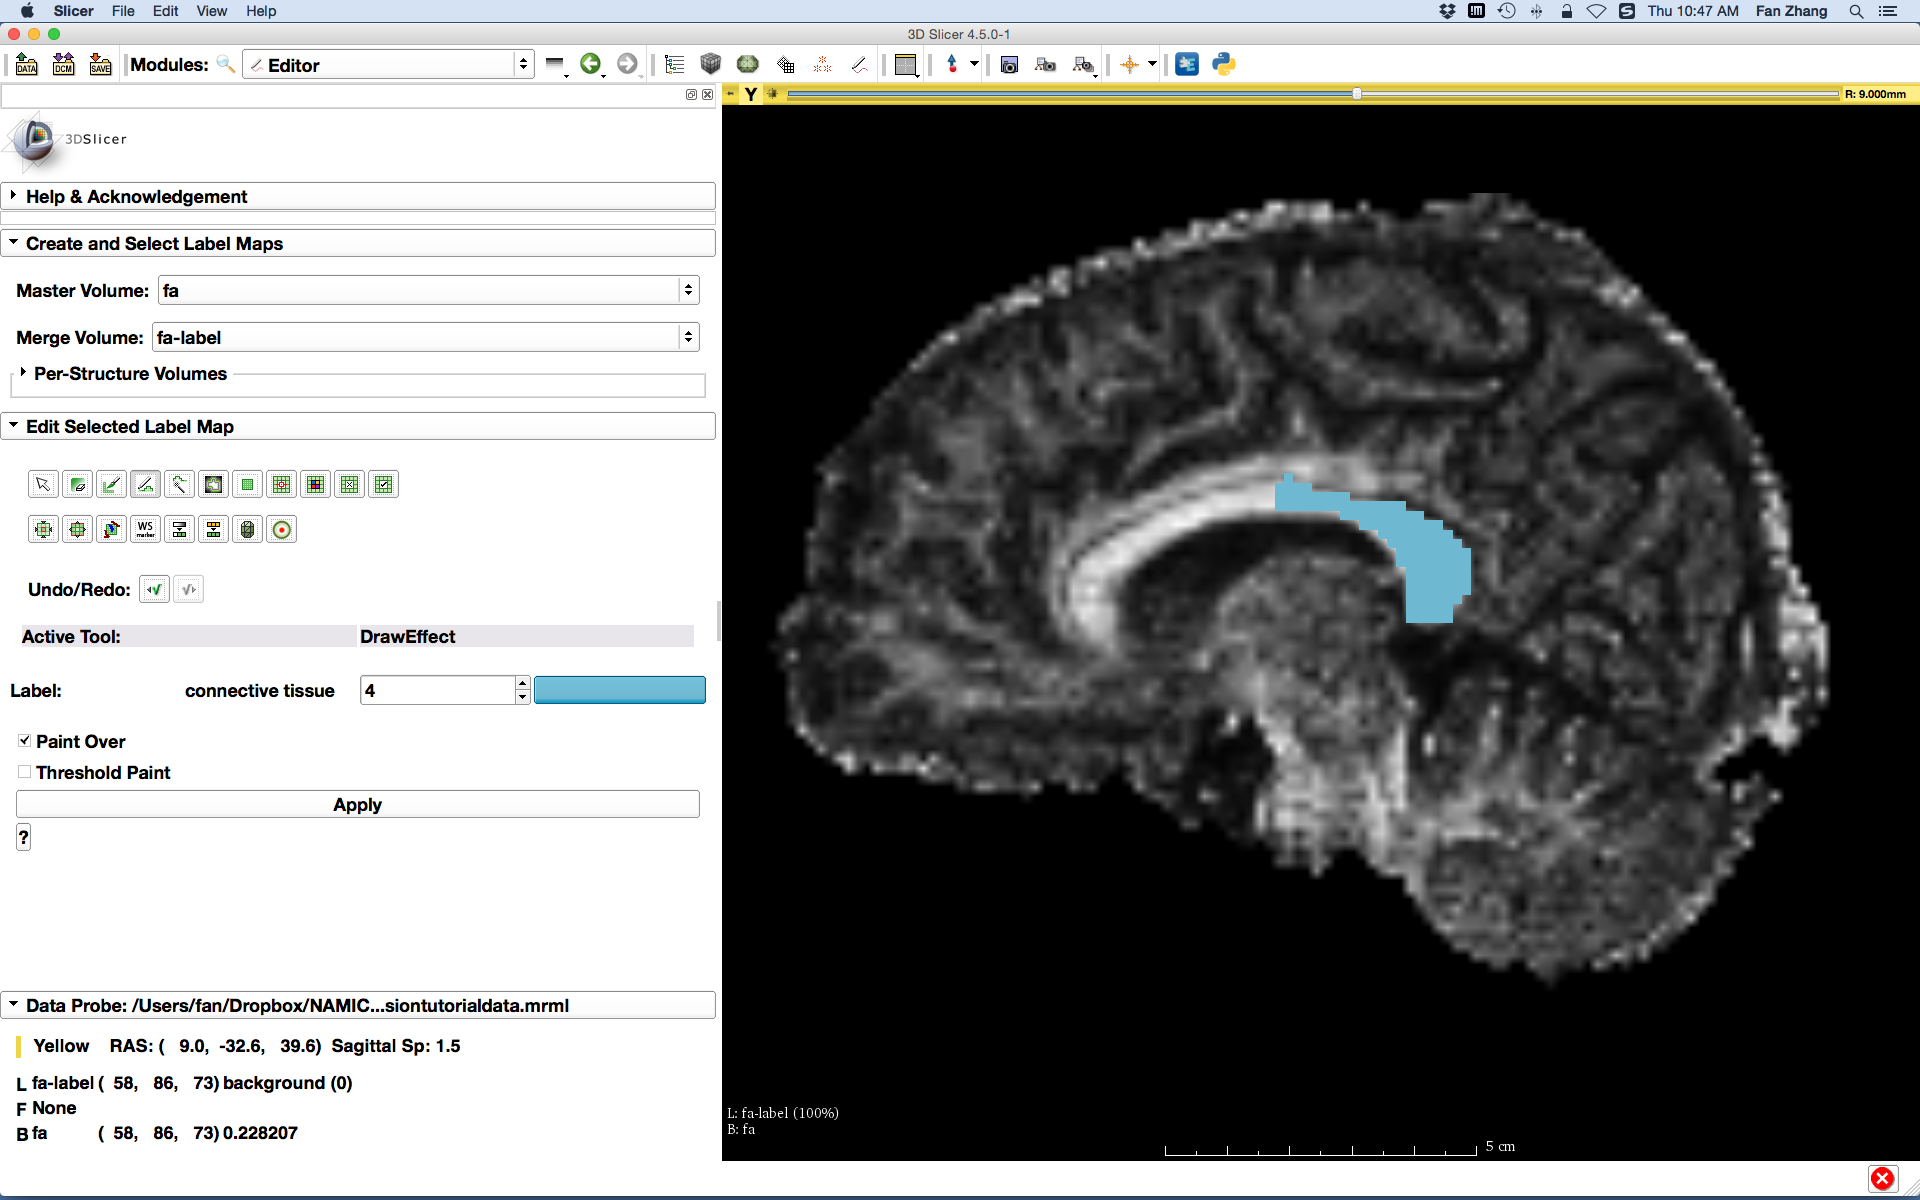 Slicer File Edit View Help Thu 10:47 AM Fan Zhang
3D Slicer 4.5.0-1
DATA DCM SAVE Modules: Editor
Y R: 9.000mm
3DSlicer
Help & Acknowledgement
Create and Select Label Maps
Master Volume: fa
Merge Volume: fa-label
Per-Structure Volumes
Edit Selected Label Map
WS
marker
Undo/Redo:
Active Tool: DrawEffect
Label: connective tissue 4
Paint Over
Threshold Paint
Apply
?
Data Probe: /Users/fan/Dropbox/NAMIC...siontutorialdata.mrml
Yellow RAS: ( 9.0, -32.6, 39.6) Sagittal Sp: 1.5
L fa-label ( 58, 86, 73) background (0)
F None
B fa ( 58, 86, 73) 0.228207
L: fa-label (100%)
B: fa
5 cm